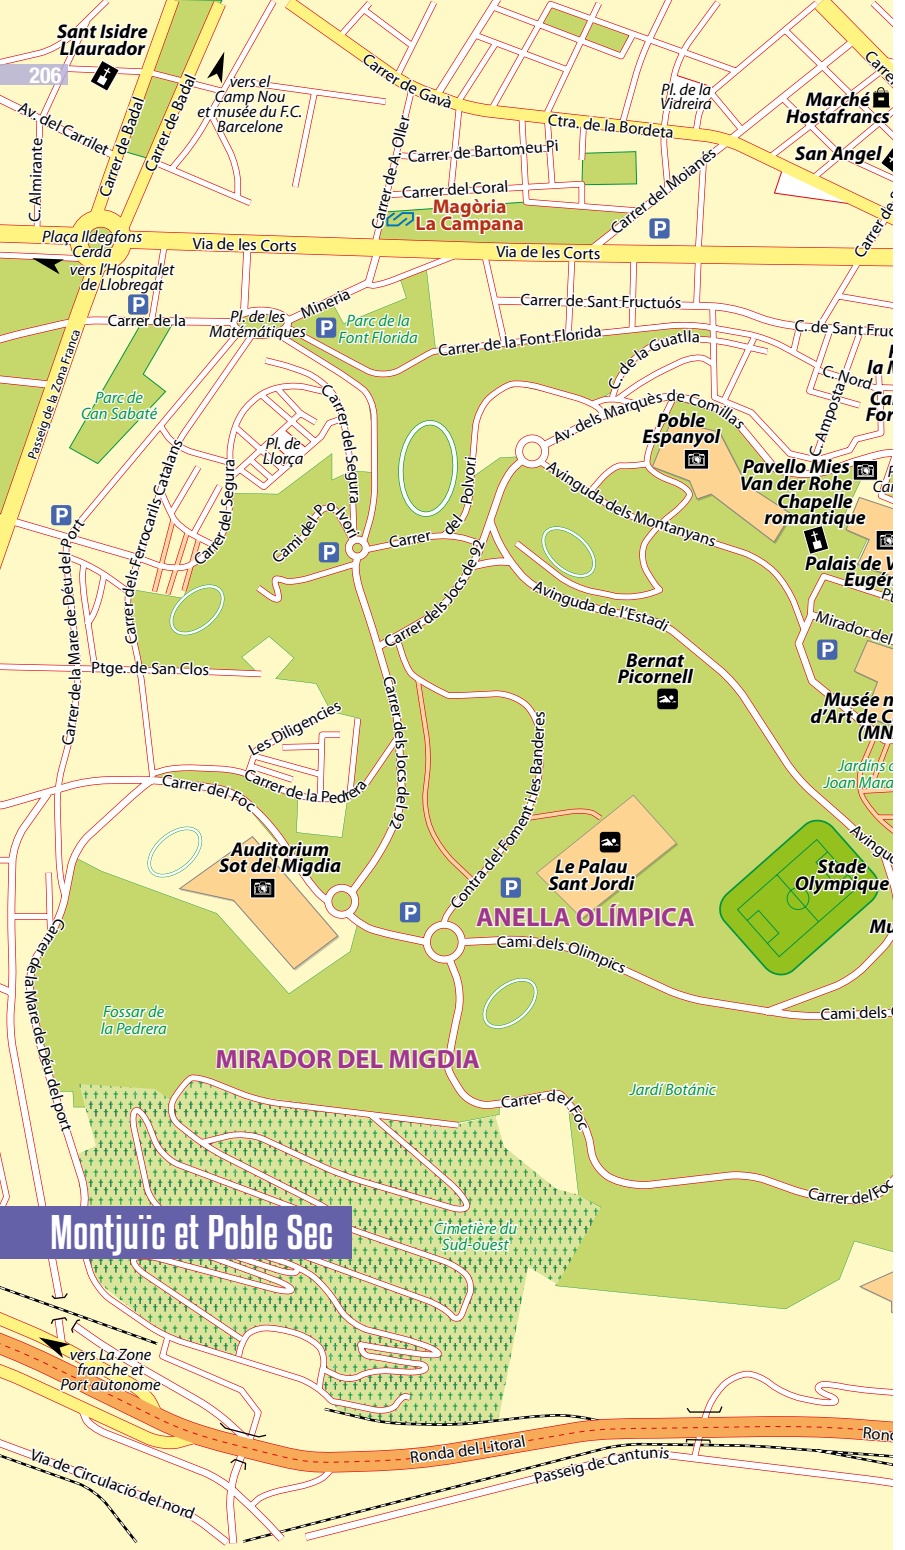 Sant Isidre
Llaurador
206
Carrer de Badal
Carrer de Badal
vers el
Camp Nou
et musée du F.C.
Barcelone
Av. del Carrilet
C. Almirante
Carrer de Gavà
Carrer de A. Oller
Ctra. de la Bordeta
Pl. de la
Vidreira
Marché
Hostafrancs
San Angel
Carrer de Bartomeu Pi
Carrer del Coral
Magòria
La Campana
Carrer del Moianés
P
Plaça Ildegfons
Cerda
Via de les Corts
Via de les Corts
vers l'Hospitalet
de Llobregat
P
Carrer de la
Mineria
Pl. de les
Matémátiques
P
Parc de la
Font Florida
Carrer de Sant Fructuós
Carrer de la Font Florida
C. de Sant Fruc
C. de la Guatlla
C. Nord
C. Amposta
Passeig de la Zona Franca
Parc de
Can Sabaté
Pl. de
Llorça
Carrer del Segura
Carrer del Segura
Av. dels Marquès de Comillas
Poble
Espanyol
Avinguda dels Montanyans
Pavello Mies
Van der Rohe
Chapelle
romantique
Palais de V
Eugén
P
Carrer dels Ferrocarils Catalans
Cami del Polvorí
P
Carrer del Polvori
Carrer dels Jocs de 92
Avinguda de l'Estadi
Mirador del
P
Carrer de la Mare de Déu del Port
Ptge. de San Clos
Bernat
Picornell
Musée n
d'Art de C
(MN
Jardins d
Joan Mara
Les Diligencies
Carrer de la Pedrera
Carrer dels Jocs del 92
Contra del Foment i les Banderes
Carrer del Foc
Auditorium
Sot del Migdia
Le Palau
Sant Jordi
P
P
ANELLA OLÍMPICA
Stade
Olympique
Avingu
Mu
Cami dels Olimpics
Cami dels
Carrer de la Mare de Déu del port
Fossar de
la Pedrera
MIRADOR DEL MIGDIA
Jardí Botánic
Carrer del Foc
Carrer del Foc
Cimetière du
Sud-ouest
Montjuïc et Poble Sec
vers La Zone
franche et
Port autonome
Ronda del Litoral
Rond
Passeig de Cantunis
Via de Circulació del nord